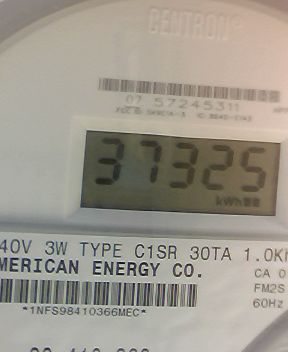 CENTRON®
07 57245311
37325
kWh
40V 3W TYPE C1SR 30TA 1.0K
MERICAN ENERGY CO.
CA 0
FM2S
60Hz
*1NFS98410366MEC*